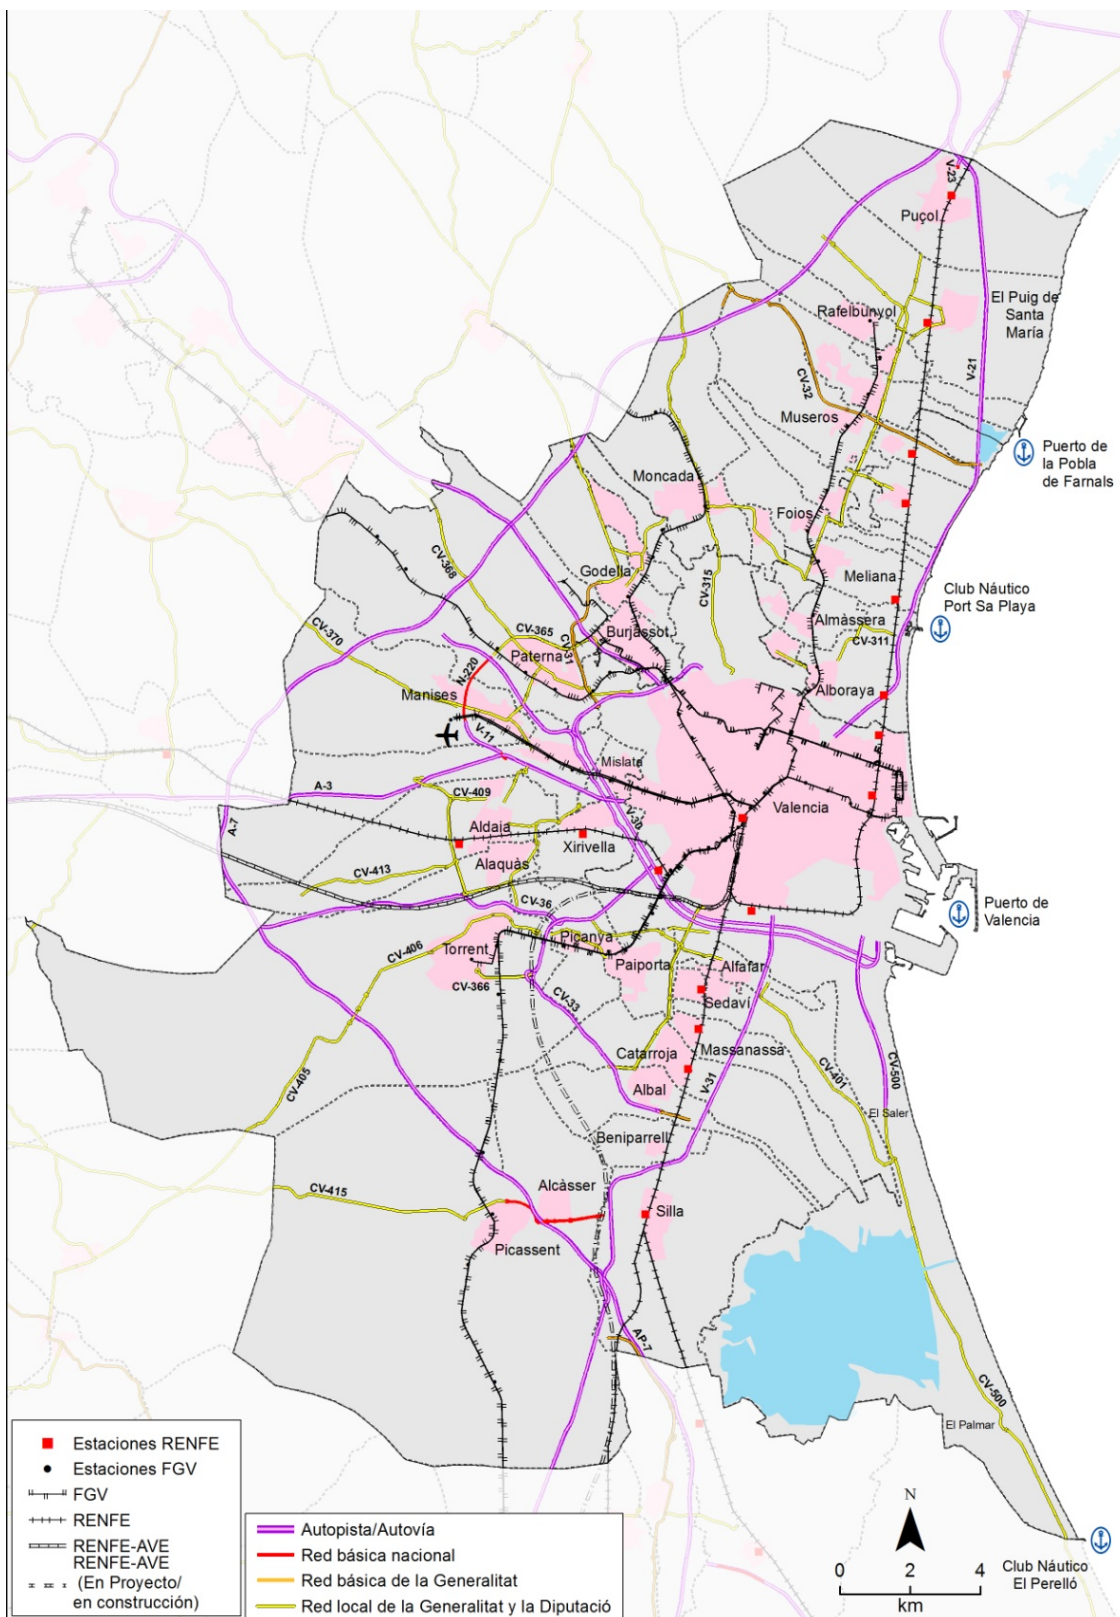 V-23
Puçol
El Puig de
Santa
María
Rafelbunyol
V-21
CV-32
Museros
Puerto de
la Pobla
de Farnals
Moncada
Foios
CV-368
Godella
CV-315
Meliana
Club Náutico
Port Sa Playa
CV-370
CV-365
CV-31
Burjassot
Almàssera
CV-311
Paterna
N-220
Manises
Alboraya
V-11
Mislata
A-3
CV-409
V-30
Valencia
A-7
Aldaia
Xirivella
Alaquàs
CV-413
CV-36
Puerto de
Valencia
CV-406
Torrent
Picanya
Paiporta
Alfafar
CV-366
CV-33
Sedaví
Catarroja
Massanassa
CV-405
Albal
V-31
CV-401
CV-500
El Saler
Beniparrell
CV-415
Alcàsser
Silla
Picassent
AP-7
CV-500
El Palmar
Club Náutico
El Perelló
N
0 2 4
km
Estaciones RENFE
Estaciones FGV
FGV
RENFE
RENFE-AVE
RENFE-AVE
(En Proyecto/
en construcción)
Autopista/Autovía
Red básica nacional
Red básica de la Generalitat
Red local de la Generalitat y la Diputació